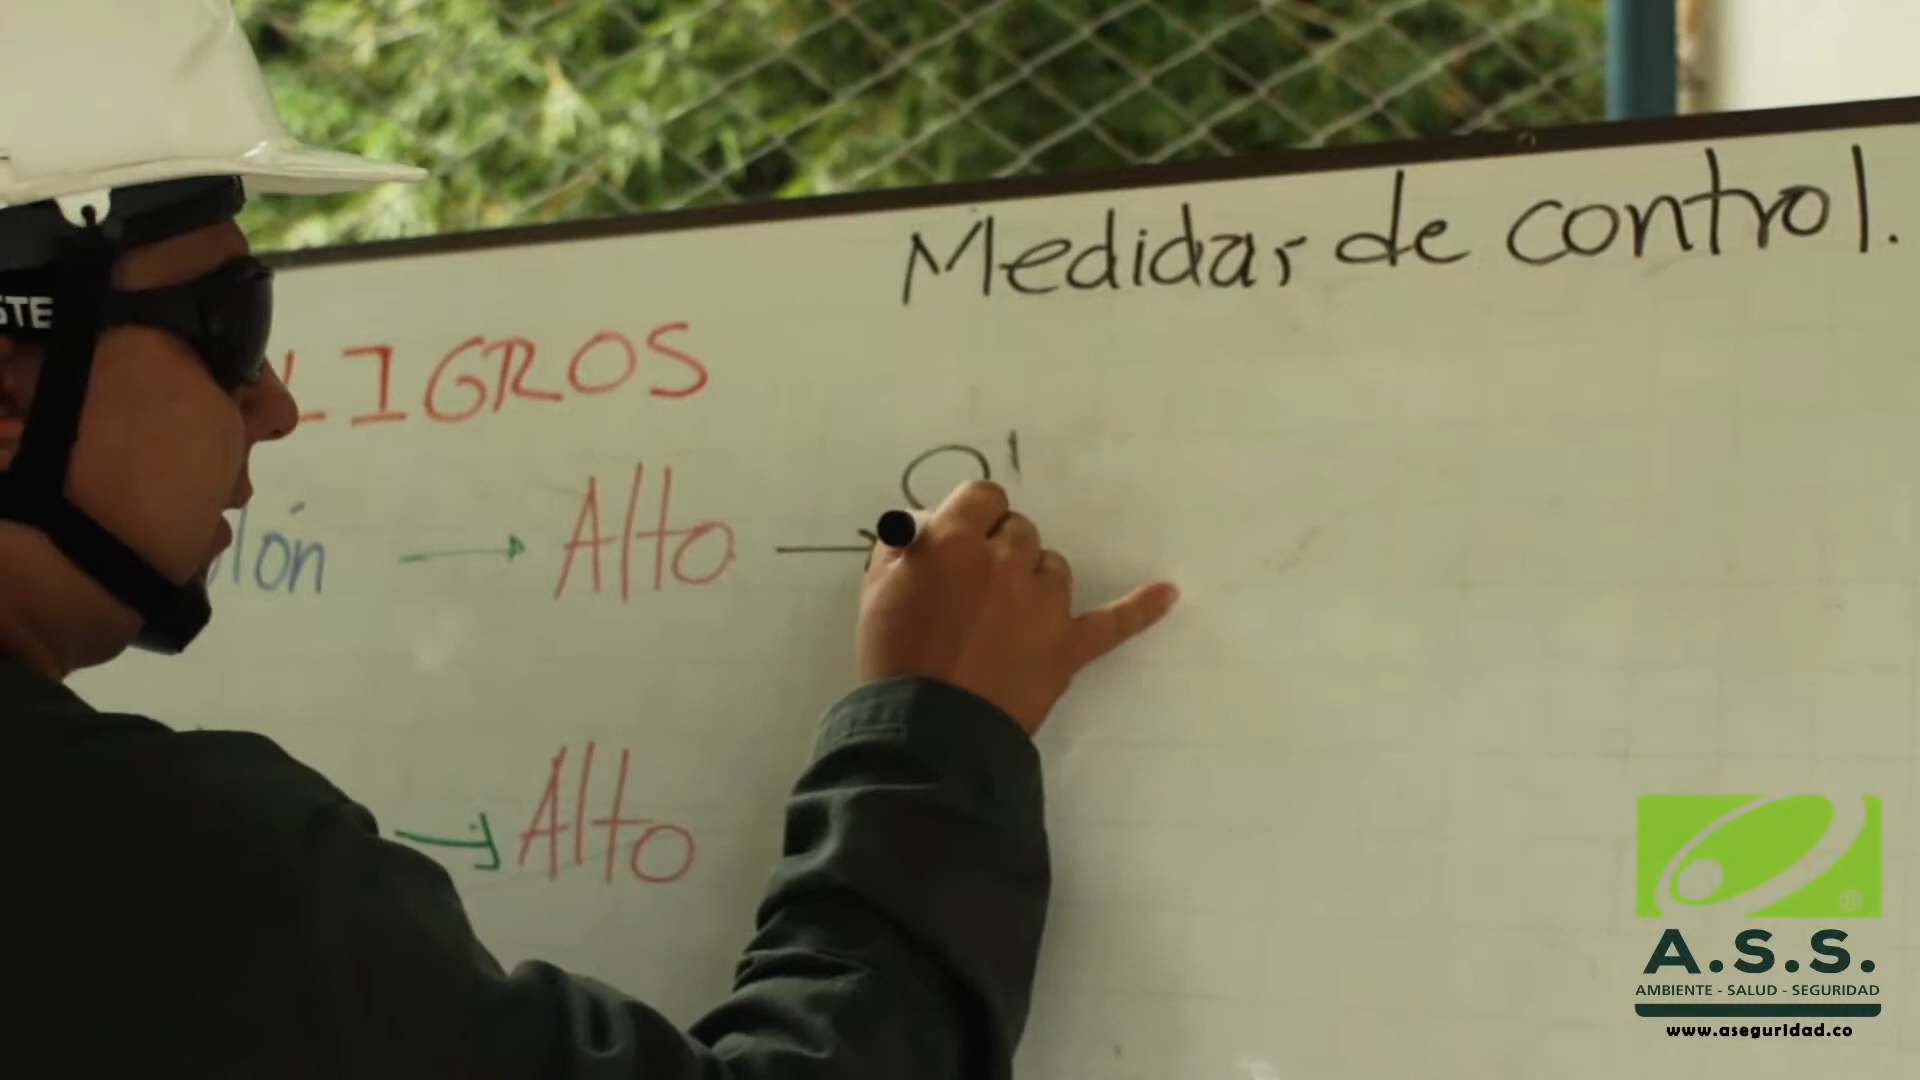 Medidas de control.
LIGROS
lón → Alto →
→ Alto
STE
A.S.S.
AMBIENTE - SALUD - SEGURIDAD
www.aseguridad.co